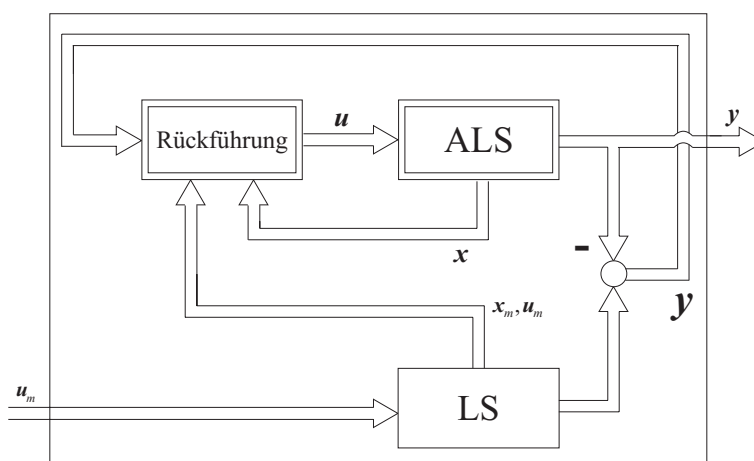 y
u
Rückführung
ALS
x
-
x_m, u_m
y
u_m
LS